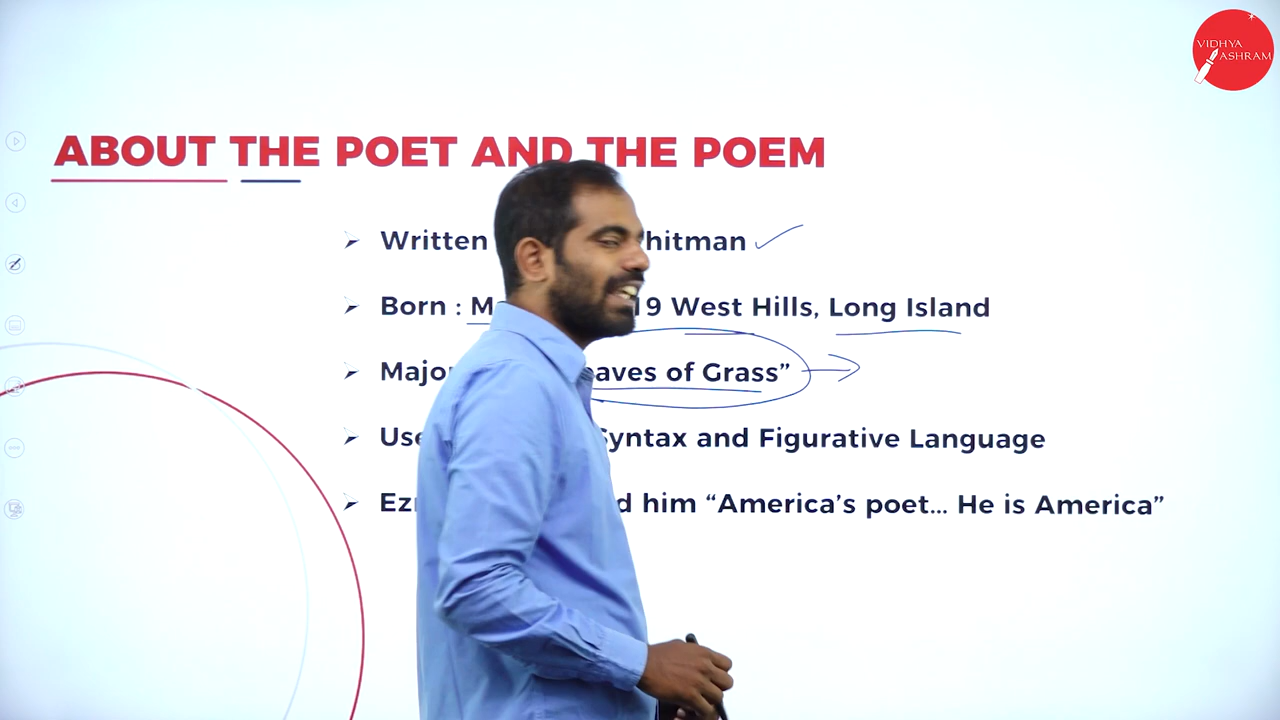 VIDHYA
ASHRAM
ABOUT THE POET AND THE POEM
Written hitman
Born : M 19 West Hills, Long Island
Major eaves of Grass”
Use Syntax and Figurative Language
Ez d him “America’s poet... He is America”